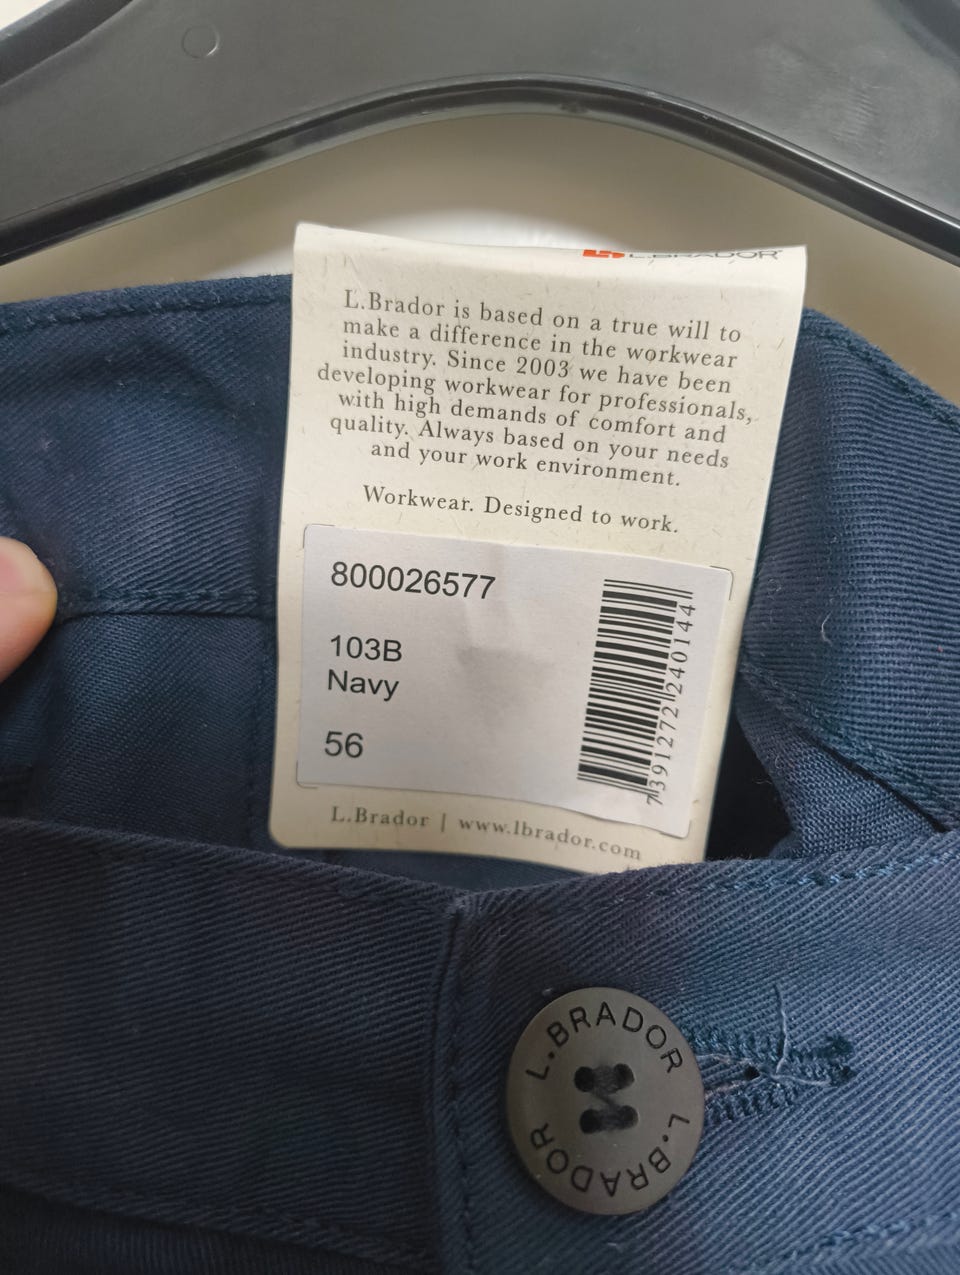 L.BRADOR
L.Brador is based on a true will to
make a difference in the workwear
industry. Since 2003 we have been
developing workwear for professionals,
with high demands of comfort and
quality. Always based on your needs
and your work environment.
Workwear. Designed to work.
800026577
103B
Navy
56
7391272240144
L.Brador | www.lbrador.com
L.BRADOR
L.BRADOR